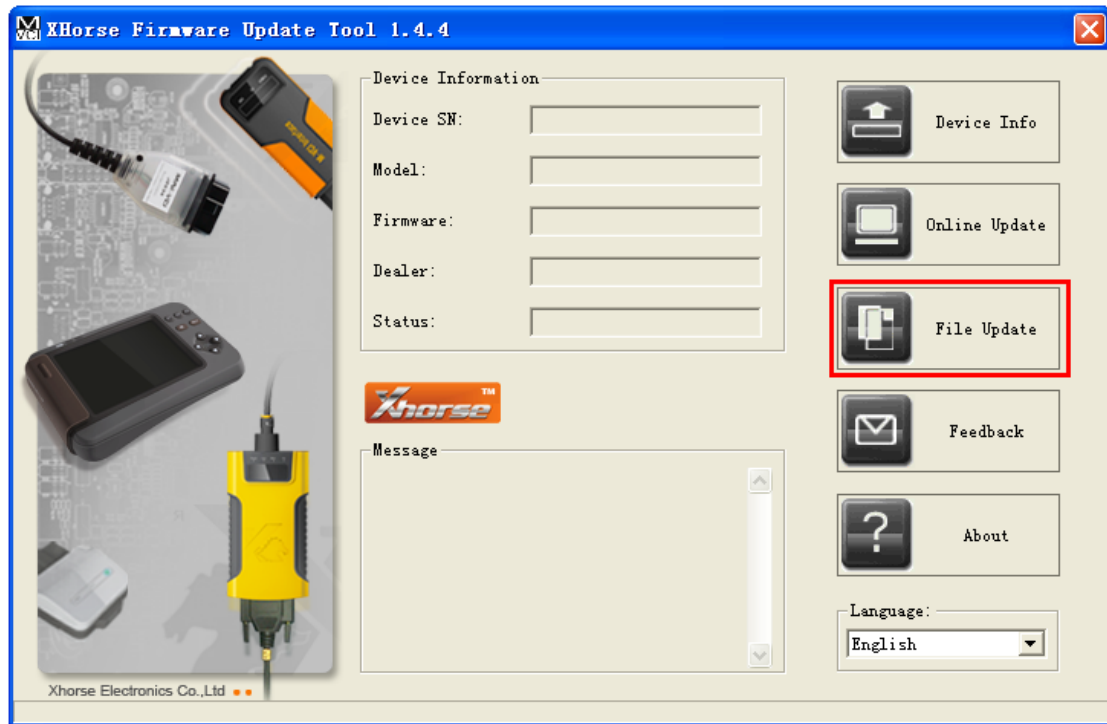 XHorse Firmware Update Tool 1.4.4
Device Information
Device SN:
Model:
Firmware:
Dealer:
Status:
Xhorse™
Message
Device Info
Online Update
File Update
Feedback
About
Language:
English
Xhorse Electronics Co.,Ltd